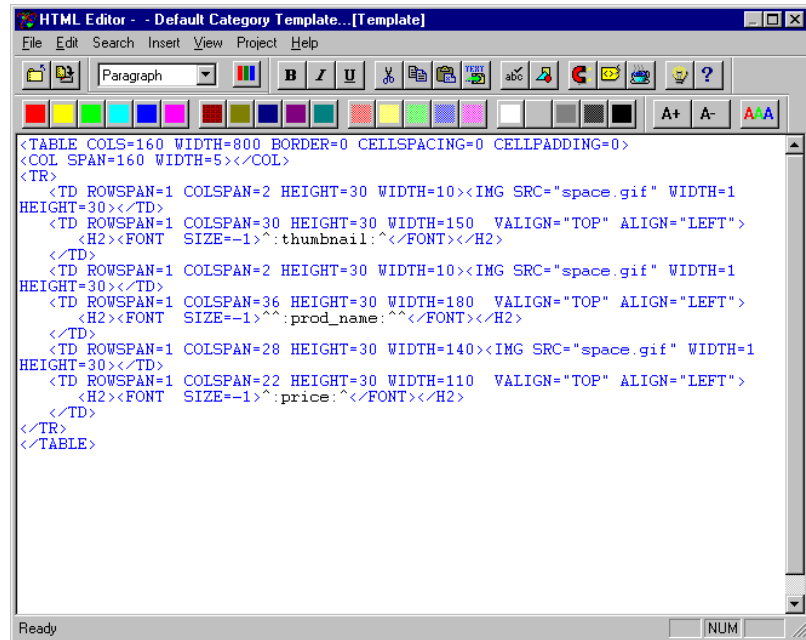 HTML Editor - - Default Category Template...[Template]
File Edit Search Insert View Project Help
Paragraph B I U TEXT abc C ?
A+ A- AAA
<TABLE COLS=160 WIDTH=800 BORDER=0 CELLSPACING=0 CELLPADDING=0>
<COL SPAN=160 WIDTH=5></COL>
<TR>
   <TD ROWSPAN=1 COLSPAN=2 HEIGHT=30 WIDTH=10><IMG SRC="space.gif" WIDTH=1
HEIGHT=30></TD>
   <TD ROWSPAN=1 COLSPAN=30 HEIGHT=30 WIDTH=150  VALIGN="TOP" ALIGN="LEFT">
      <H2><FONT  SIZE=-1>^:thumbnail:^</FONT></H2>
   </TD>
   <TD ROWSPAN=1 COLSPAN=2 HEIGHT=30 WIDTH=10><IMG SRC="space.gif" WIDTH=1
HEIGHT=30></TD>
   <TD ROWSPAN=1 COLSPAN=36 HEIGHT=30 WIDTH=180  VALIGN="TOP" ALIGN="LEFT">
      <H2><FONT  SIZE=-1>^^:prod_name:^^</FONT></H2>
   </TD>
   <TD ROWSPAN=1 COLSPAN=28 HEIGHT=30 WIDTH=140><IMG SRC="space.gif" WIDTH=1
HEIGHT=30></TD>
   <TD ROWSPAN=1 COLSPAN=22 HEIGHT=30 WIDTH=110  VALIGN="TOP" ALIGN="LEFT">
      <H2><FONT  SIZE=-1>^:price:^</FONT></H2>
   </TD>
</TR>
</TABLE>
Ready NUM